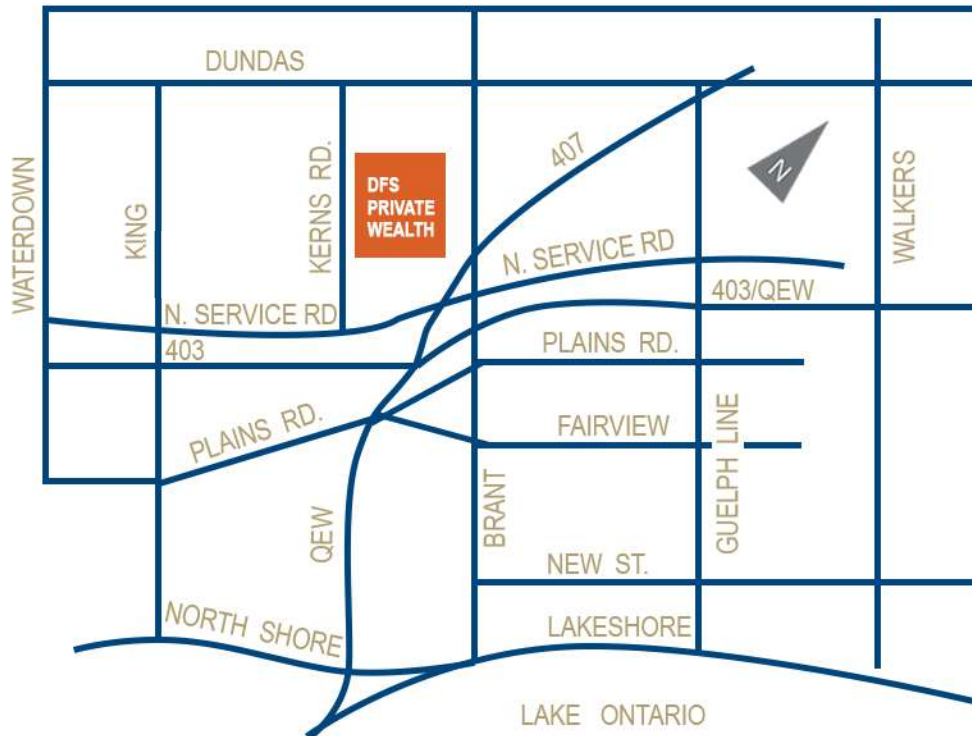 DUNDAS
WATERDOWN
KING
KERNS RD.
DFS
PRIVATE
WEALTH
407
N
WALKERS
N. SERVICE RD
N. SERVICE RD
403/QEW
403
PLAINS RD.
PLAINS RD.
FAIRVIEW
QEW
BRANT
GUELPH LINE
NEW ST.
NORTH SHORE
LAKESHORE
LAKE ONTARIO